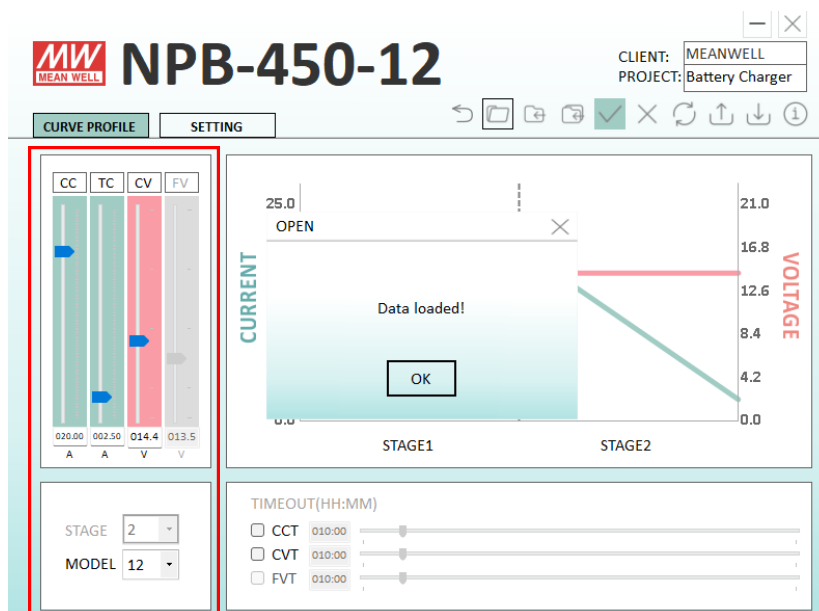 MW
MEAN WELL
NPB-450-12
CLIENT: MEANWELL
PROJECT: Battery Charger
CURVE PROFILE SETTING
CC TC CV FV
020.00 002.50 014.4 013.5
A A V V
STAGE 2
MODEL 12
CURRENT
25.0
0.0
OPEN
Data loaded!
OK
21.0
16.8
12.6
8.4
4.2
0.0
VOLTAGE
STAGE1 STAGE2
TIMEOUT(HH:MM)
CCT 010:00
CVT 010:00
FVT 010:00